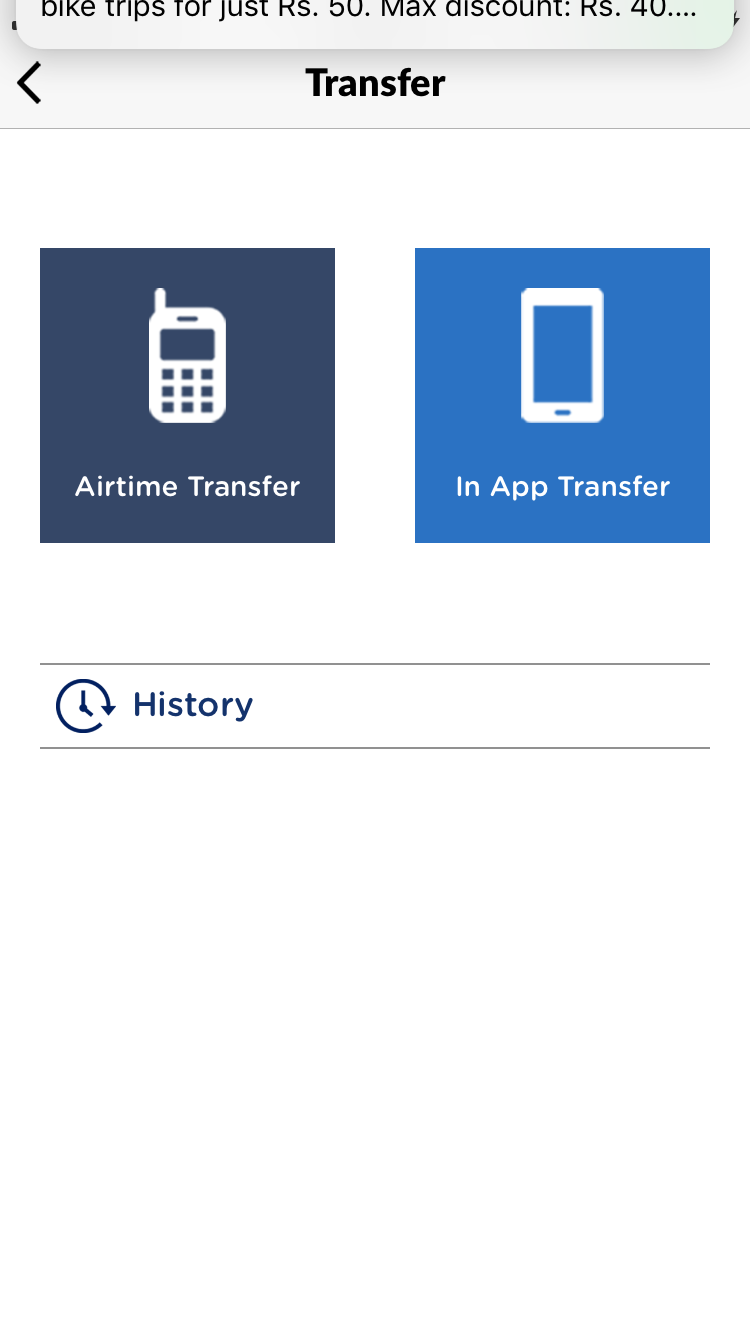 bike trips for just Rs. 50. Max discount: Rs. 40....
Transfer
Airtime Transfer
In App Transfer
History